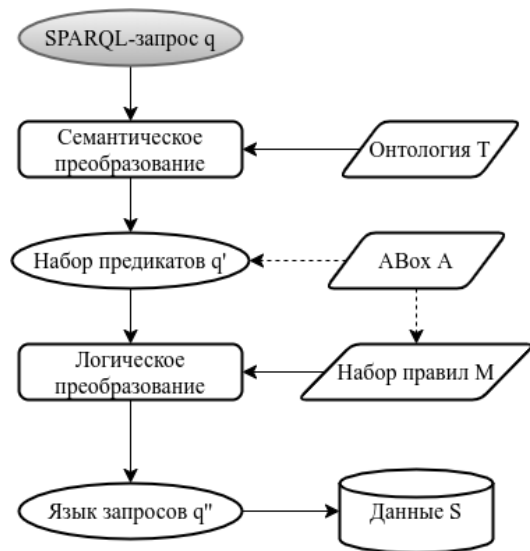 SPARQL-запрос q
Семантическое
преобразование
Онтология T
Набор предикатов q'
ABox A
Логическое
преобразование
Набор правил M
Язык запросов q''
Данные S